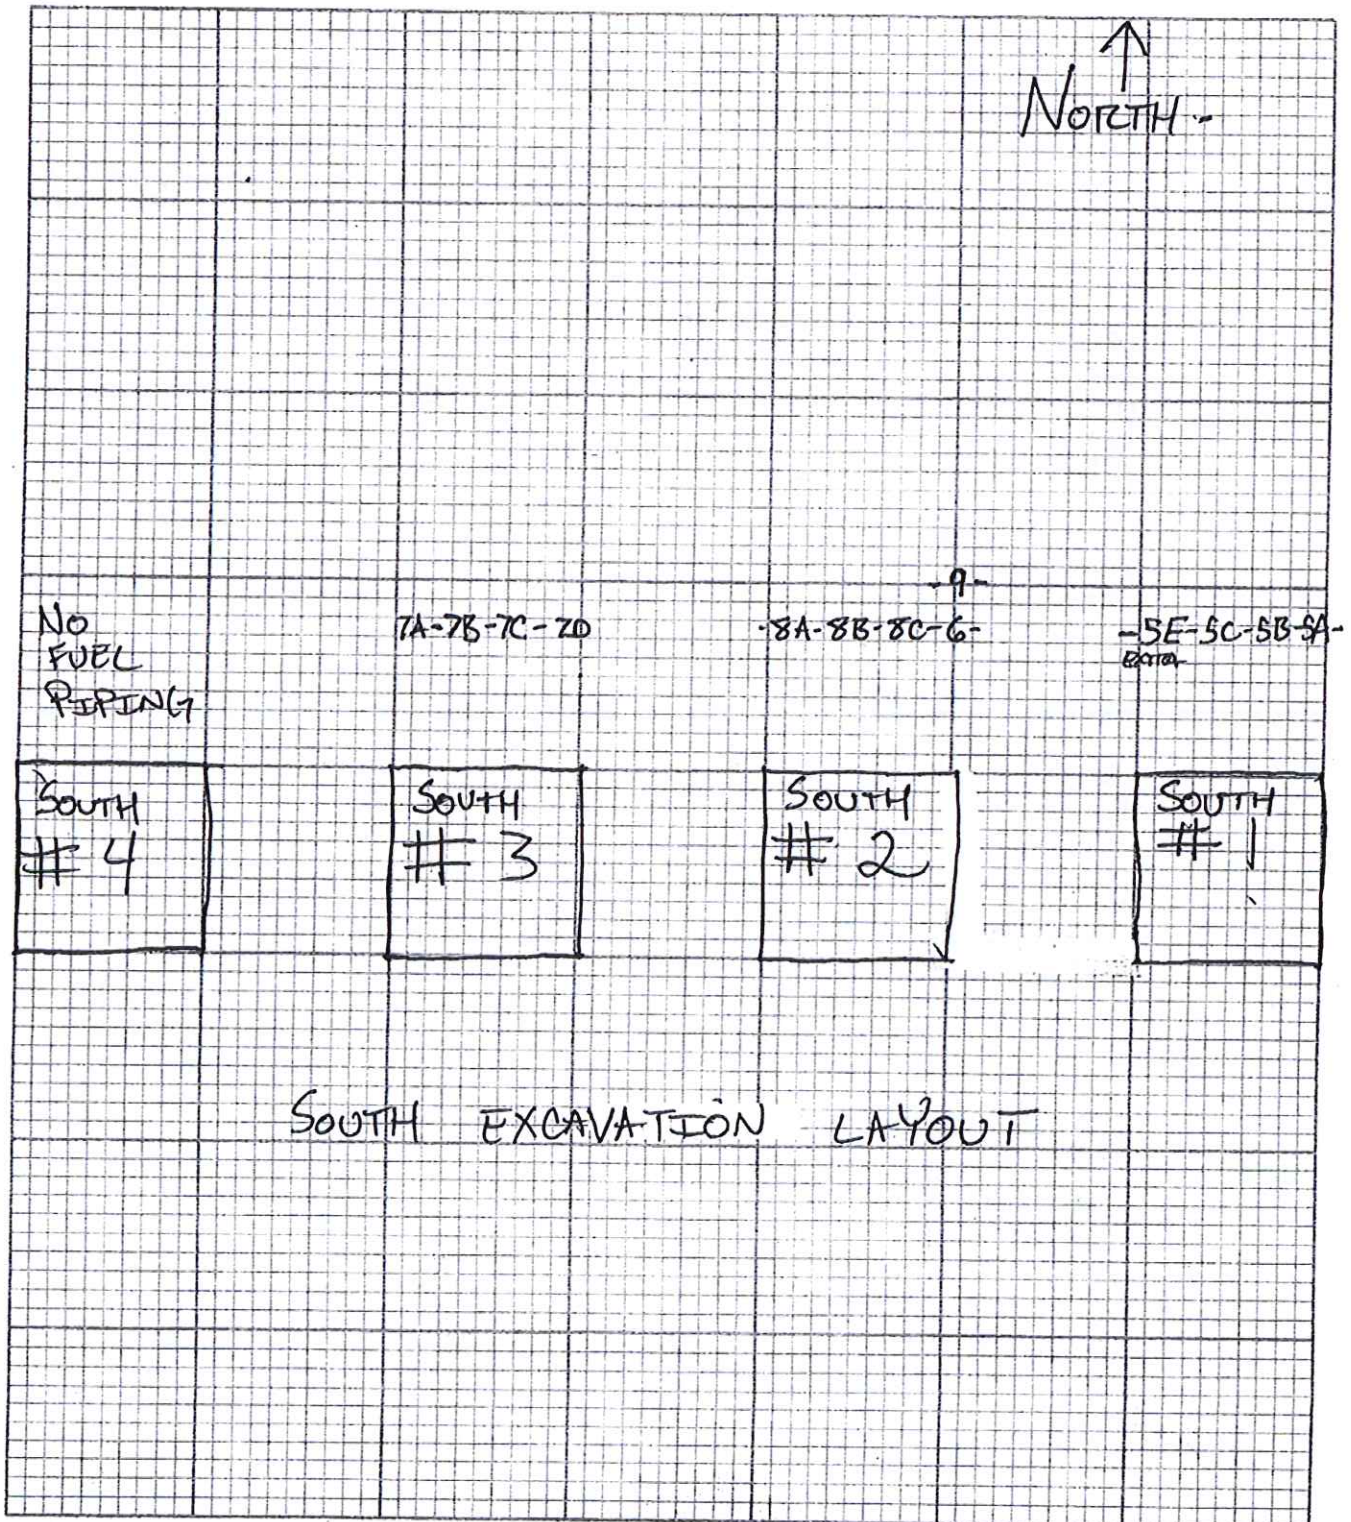 NORTH -
-9-
NO
FUEL
PIPING
7A-7B-7C-7D
-8A-8B-8C-6-
-5E-5C-5B-5A-
SOUTH
# 4
SOUTH
# 3
SOUTH
# 2
SOUTH
# 1
SOUTH EXCAVATION LAYOUT